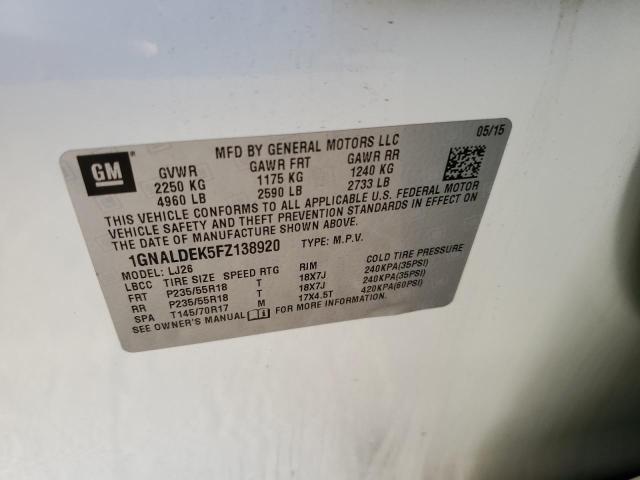 GM
MFD BY GENERAL MOTORS LLC 05/15
GVWR GAWR FRT GAWR RR
2250 KG 1175 KG 1240 KG
4960 LB 2590 LB 2733 LB
THIS VEHICLE CONFORMS TO ALL APPLICABLE U.S. FEDERAL MOTOR
VEHICLE SAFETY AND THEFT PREVENTION STANDARDS IN EFFECT ON
THE DATE OF MANUFACTURE SHOWN ABOVE.
1GNALDEK5FZ138920 TYPE: M.P.V.
MODEL: LJ26
LBCC TIRE SIZE SPEED RTG RIM COLD TIRE PRESSURE
FRT P235/55R18 T 18X7J 240KPA(35PSI)
RR P235/55R18 T 18X7J 240KPA(35PSI)
SPA T145/70R17 M 17X4.5T 420KPA(60PSI)
SEE OWNER'S MANUAL FOR MORE INFORMATION.